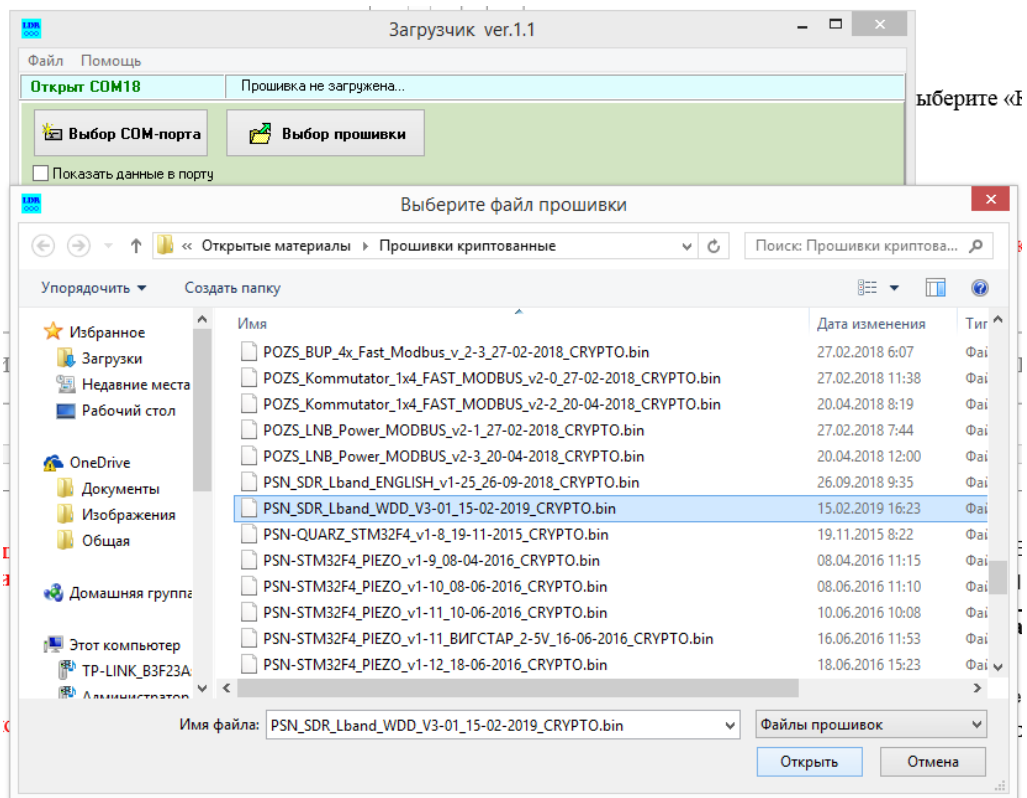 LDR
Загрузчик ver.1.1
Файл Помощь
Открыт COM18 Прошивка не загружена...
Выбор COM-порта Выбор прошивки
Показать данные в порту
ыберите «
LDR
Выберите файл прошивки
« Открытые материалы Прошивки криптованные Поиск: Прошивки криптова...
Упорядочить Создать папку
Имя Дата изменения Тиг
Избранное
Загрузки
Недавние места
Рабочий стол
OneDrive
Документы
Изображения
Общая
Домашняя группа
Этот компьютер
TP-LINK_B3F23A
Администратор
POZS_BUP_4x_Fast_Modbus_v_2-3_27-02-2018_CRYPTO.bin 27.02.2018 6:07 Фай
POZS_Kommutator_1x4_FAST_MODBUS_v2-0_27-02-2018_CRYPTO.bin 27.02.2018 11:38 Фай
POZS_Kommutator_1x4_FAST_MODBUS_v2-2_20-04-2018_CRYPTO.bin 20.04.2018 8:19 Фай
POZS_LNB_Power_MODBUS_v2-1_27-02-2018_CRYPTO.bin 27.02.2018 7:44 Фай
POZS_LNB_Power_MODBUS_v2-3_20-04-2018_CRYPTO.bin 20.04.2018 12:00 Фай
PSN_SDR_Lband_ENGLISH_v1-25_26-09-2018_CRYPTO.bin 26.09.2018 9:35 Фай
PSN_SDR_Lband_WDD_V3-01_15-02-2019_CRYPTO.bin 15.02.2019 16:23 Фай
PSN-QUARZ_STM32F4_v1-8_19-11-2015_CRYPTO.bin 19.11.2015 8:22 Фай
PSN-STM32F4_PIEZO_v1-9_08-04-2016_CRYPTO.bin 08.04.2016 11:15 Фай
PSN-STM32F4_PIEZO_v1-10_08-06-2016_CRYPTO.bin 08.06.2016 11:10 Фай
PSN-STM32F4_PIEZO_v1-11_10-06-2016_CRYPTO.bin 10.06.2016 10:08 Фай
PSN-STM32F4_PIEZO_v1-11_ВИГСТАР_2-5V_16-06-2016_CRYPTO.bin 16.06.2016 11:53 Фай
PSN-STM32F4_PIEZO_v1-12_18-06-2016_CRYPTO.bin 18.06.2016 15:23 Фай
Имя файла: PSN_SDR_Lband_WDD_V3-01_15-02-2019_CRYPTO.bin Файлы прошивок
Открыть Отмена